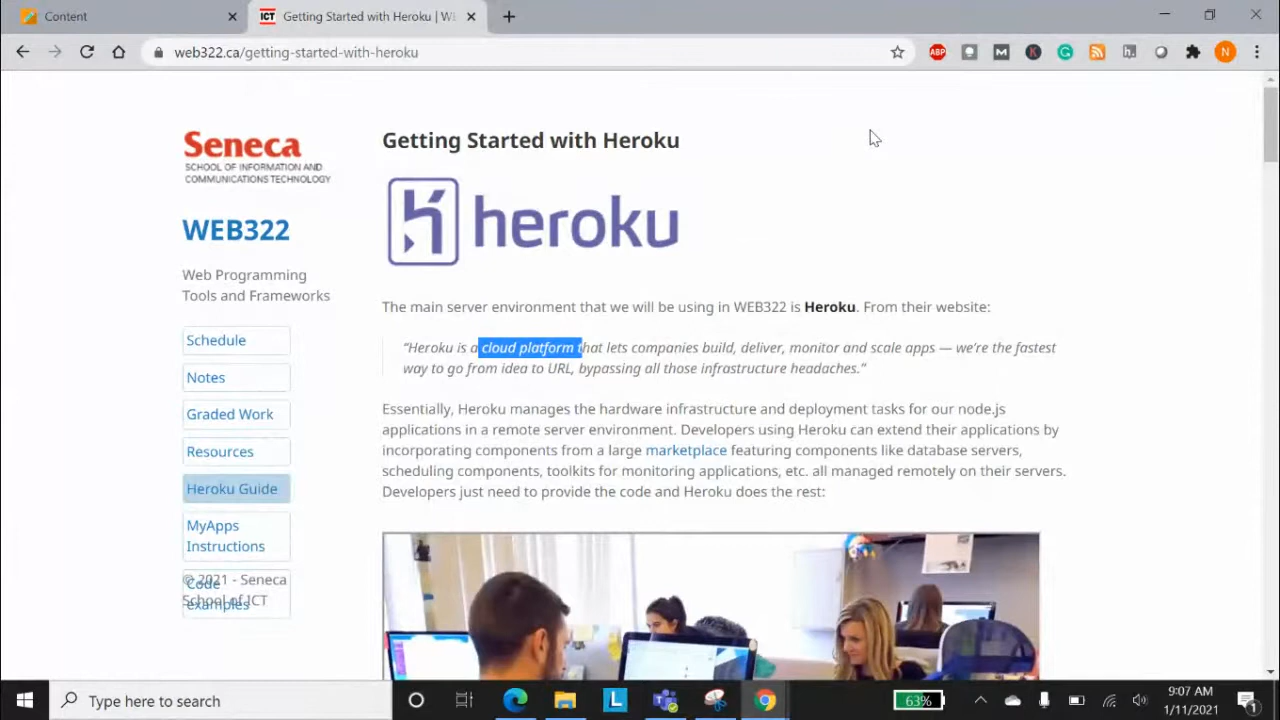 Content
Getting Started with Heroku | W
web322.ca/getting-started-with-heroku
ABP
N
Seneca
SCHOOL OF INFORMATION AND
COMMUNICATIONS TECHNOLOGY
WEB322
Web Programming
Tools and Frameworks
Schedule
Notes
Graded Work
Resources
Heroku Guide
MyApps
Instructions
Code
examples
© 2021 - Seneca
School of ICT
Getting Started with Heroku
heroku
The main server environment that we will be using in WEB322 is Heroku. From their website:
“Heroku is a cloud platform that lets companies build, deliver, monitor and scale apps — we’re the fastest
way to go from idea to URL, bypassing all those infrastructure headaches.”
Essentially, Heroku manages the hardware infrastructure and deployment tasks for our node.js
applications in a remote server environment. Developers using Heroku can extend their applications by
incorporating components from a large marketplace featuring components like database servers,
scheduling components, toolkits for monitoring applications, etc. all managed remotely on their servers.
Developers just need to provide the code and Heroku does the rest:
Type here to search
63%
9:07 AM
1/11/2021